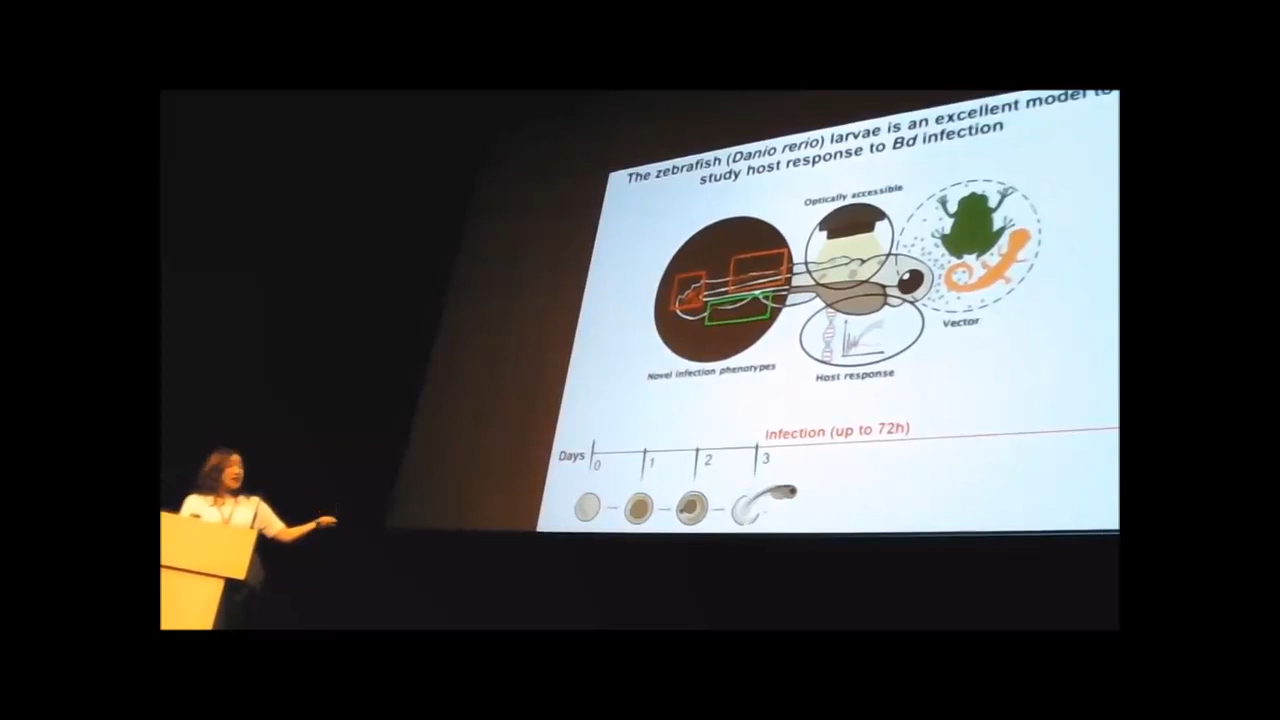 The zebrafish (Danio rerio) larvae is an excellent model to
study host response to Bd infection
Optically accessible
Vector
Novel infection phenotypes
Host response
Infection (up to 72h)
Days
0
1
2
3